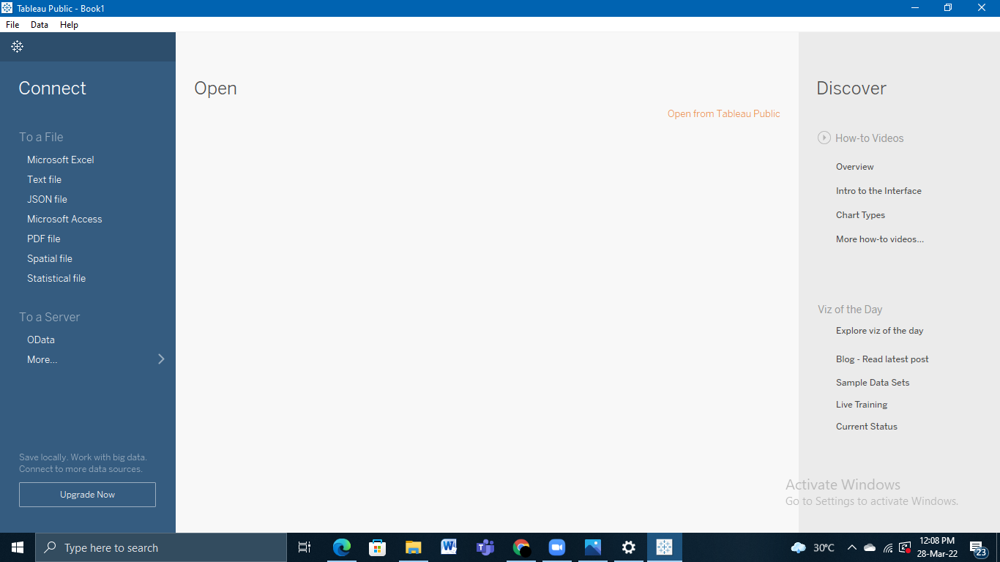 Tableau Public - Book1
File Data Help
Connect
To a File
Microsoft Excel
Text file
JSON file
Microsoft Access
PDF file
Spatial file
Statistical file
To a Server
OData
More...
Save locally. Work with big data.
Connect to more data sources.
Upgrade Now
Open
Open from Tableau Public
Discover
How-to Videos
Overview
Intro to the Interface
Chart Types
More how-to videos...
Viz of the Day
Explore viz of the day
Blog - Read latest post
Sample Data Sets
Live Training
Current Status
Activate Windows
Go to Settings to activate Windows.
Type here to search
30°C
12:08 PM
28-Mar-22
23